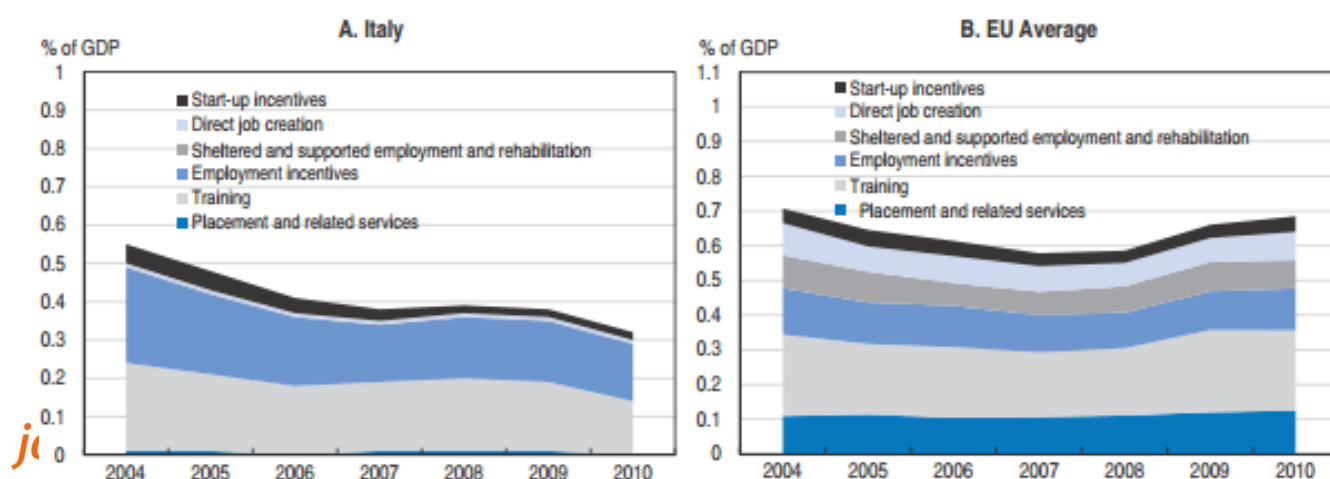 A. Italy
% of GDP
1
0.9
0.8
0.7
0.6
0.5
0.4
0.3
0.2
0.1
0
Start-up incentives
Direct job creation
Sheltered and supported employment and rehabilitation
Employment incentives
Training
Placement and related services
2004 2005 2006 2007 2008 2009 2010
B. EU Average
% of GDP
1.1
1
0.9
0.8
0.7
0.6
0.5
0.4
0.3
0.2
0.1
0
Start-up incentives
Direct job creation
Sheltered and supported employment and rehabilitation
Employment incentives
Training
Placement and related services
2004 2005 2006 2007 2008 2009 2010